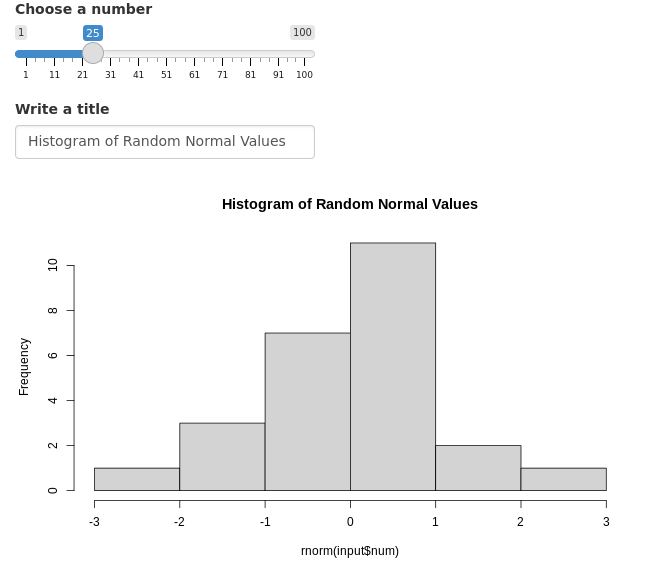 Choose a number
1 25 100
1 11 21 31 41 51 61 71 81 91 100
Write a title
Histogram of Random Normal Values
Histogram of Random Normal Values
10
8
6
4
2
0
Frequency
-3 -2 -1 0 1 2 3
rnorm(input$num)